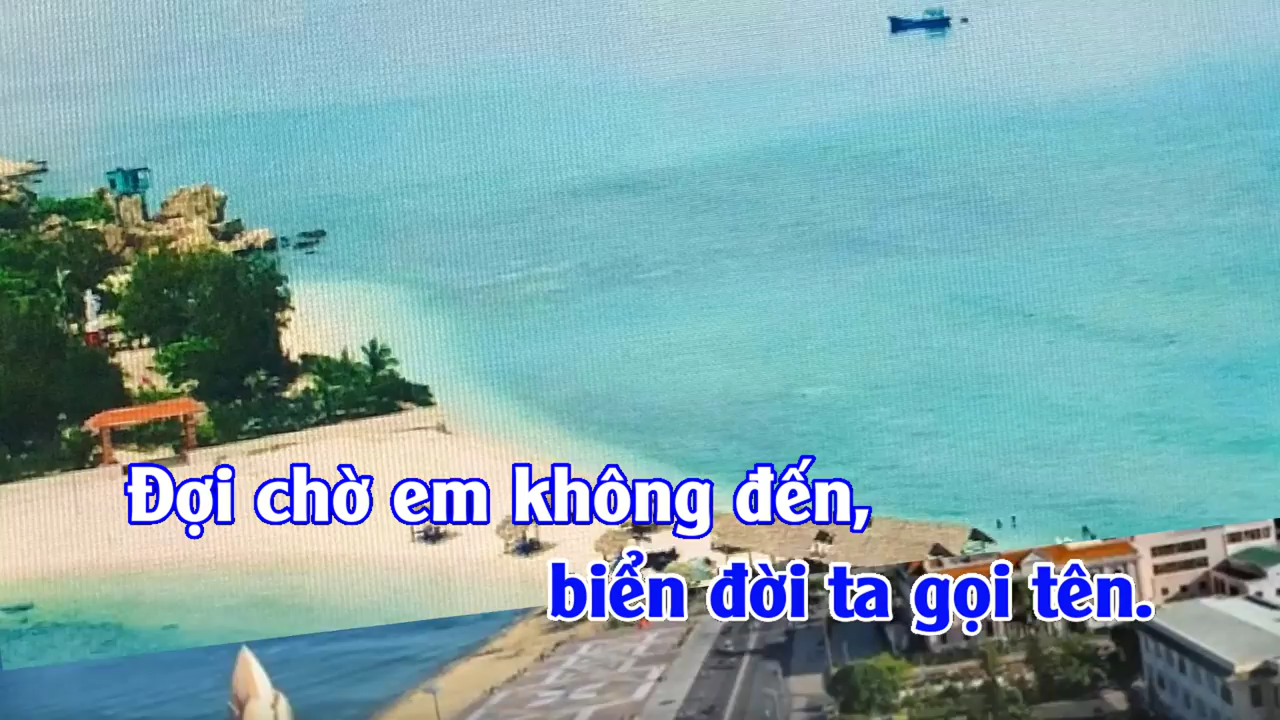 Đợi chờ em không đến,
biển đời ta gọi tên.